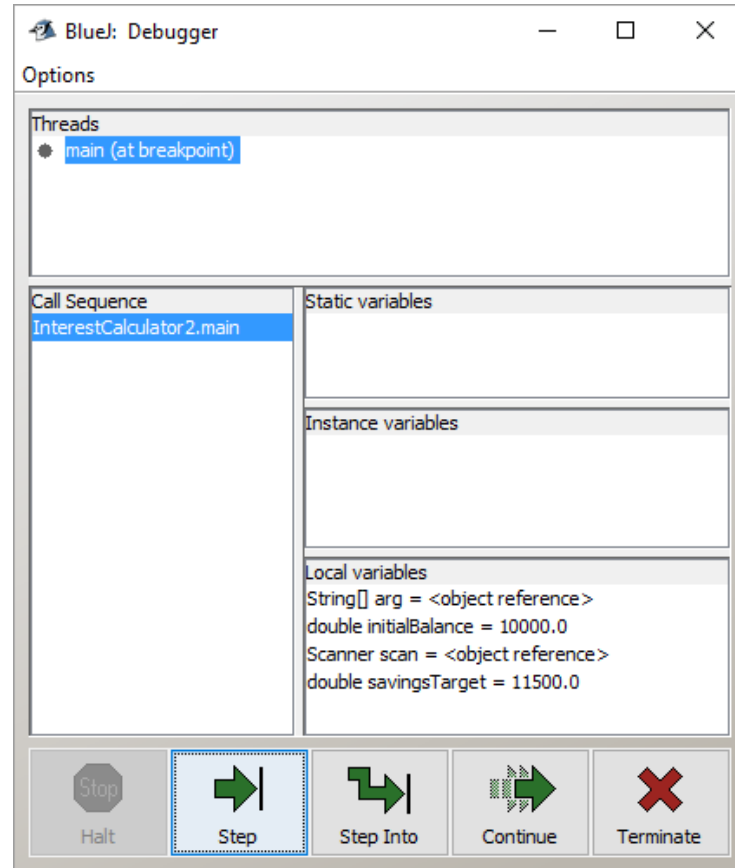 BlueJ: Debugger
Options
Threads
main (at breakpoint)
Call Sequence
InterestCalculator2.main
Static variables
Instance variables
Local variables
String[] arg = <object reference>
double initialBalance = 10000.0
Scanner scan = <object reference>
double savingsTarget = 11500.0
Stop
Halt
Step
Step Into
Continue
Terminate